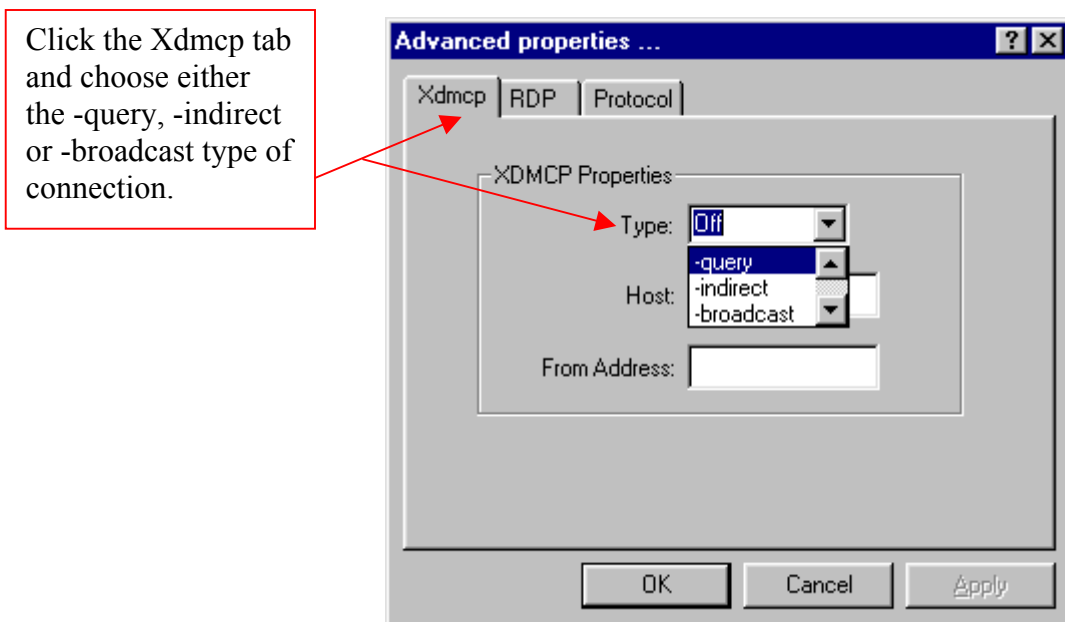 Click the Xdmcp tab
and choose either
the -query, -indirect
or -broadcast type of
connection.
Advanced properties ...
Xdmcp RDP Protocol
XDMCP Properties
Type: Off
-query
-indirect
-broadcast
Host:
From Address:
OK Cancel Apply